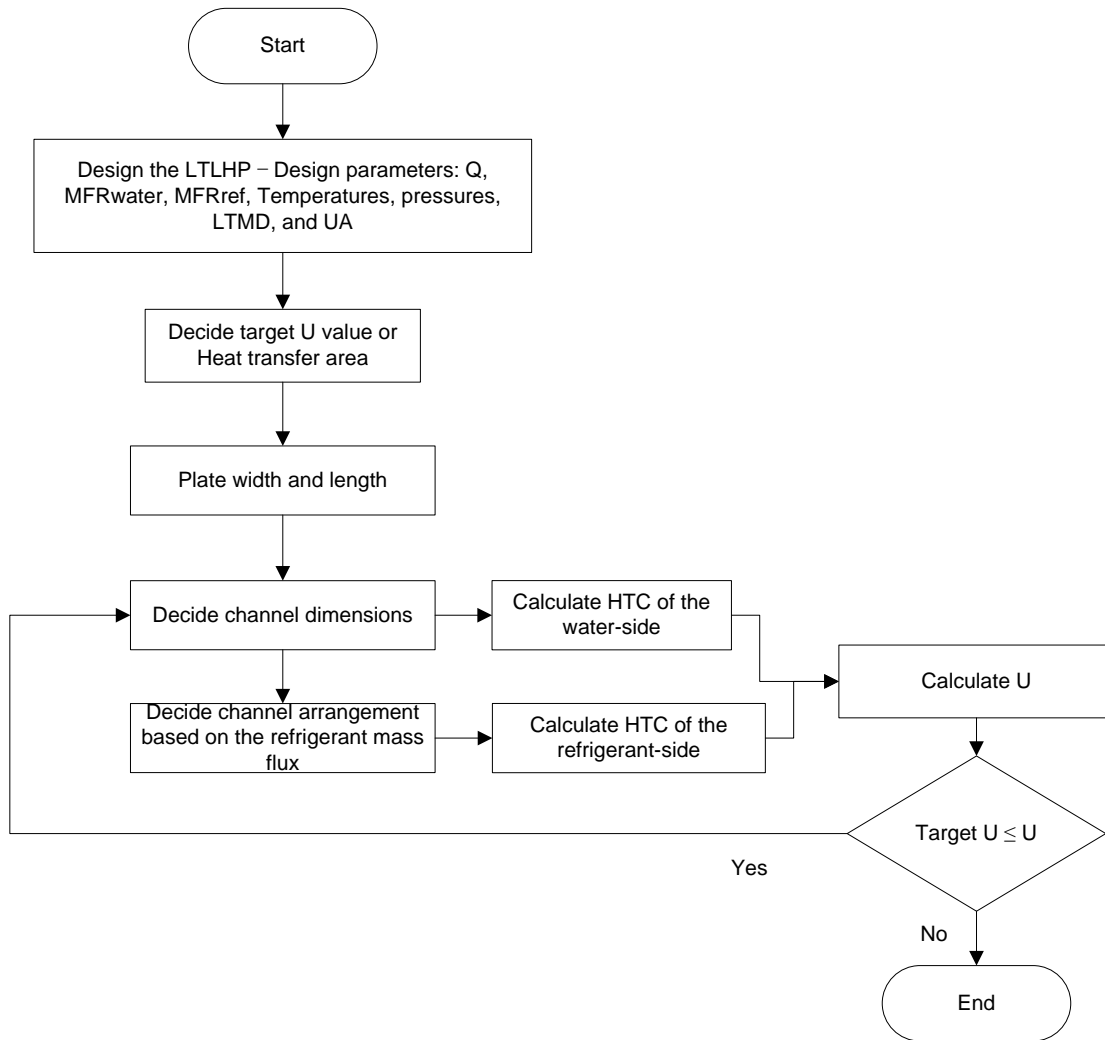 Start
Design the LTLHP – Design parameters: Q,
MFRwater, MFRref, Temperatures, pressures,
LTMD, and UA
Decide target U value or
Heat transfer area
Plate width and length
Decide channel dimensions
Calculate HTC of the
water-side
Calculate U
Decide channel arrangement
based on the refrigerant mass
flux
Calculate HTC of the
refrigerant-side
Target U ≤ U
Yes
No
End